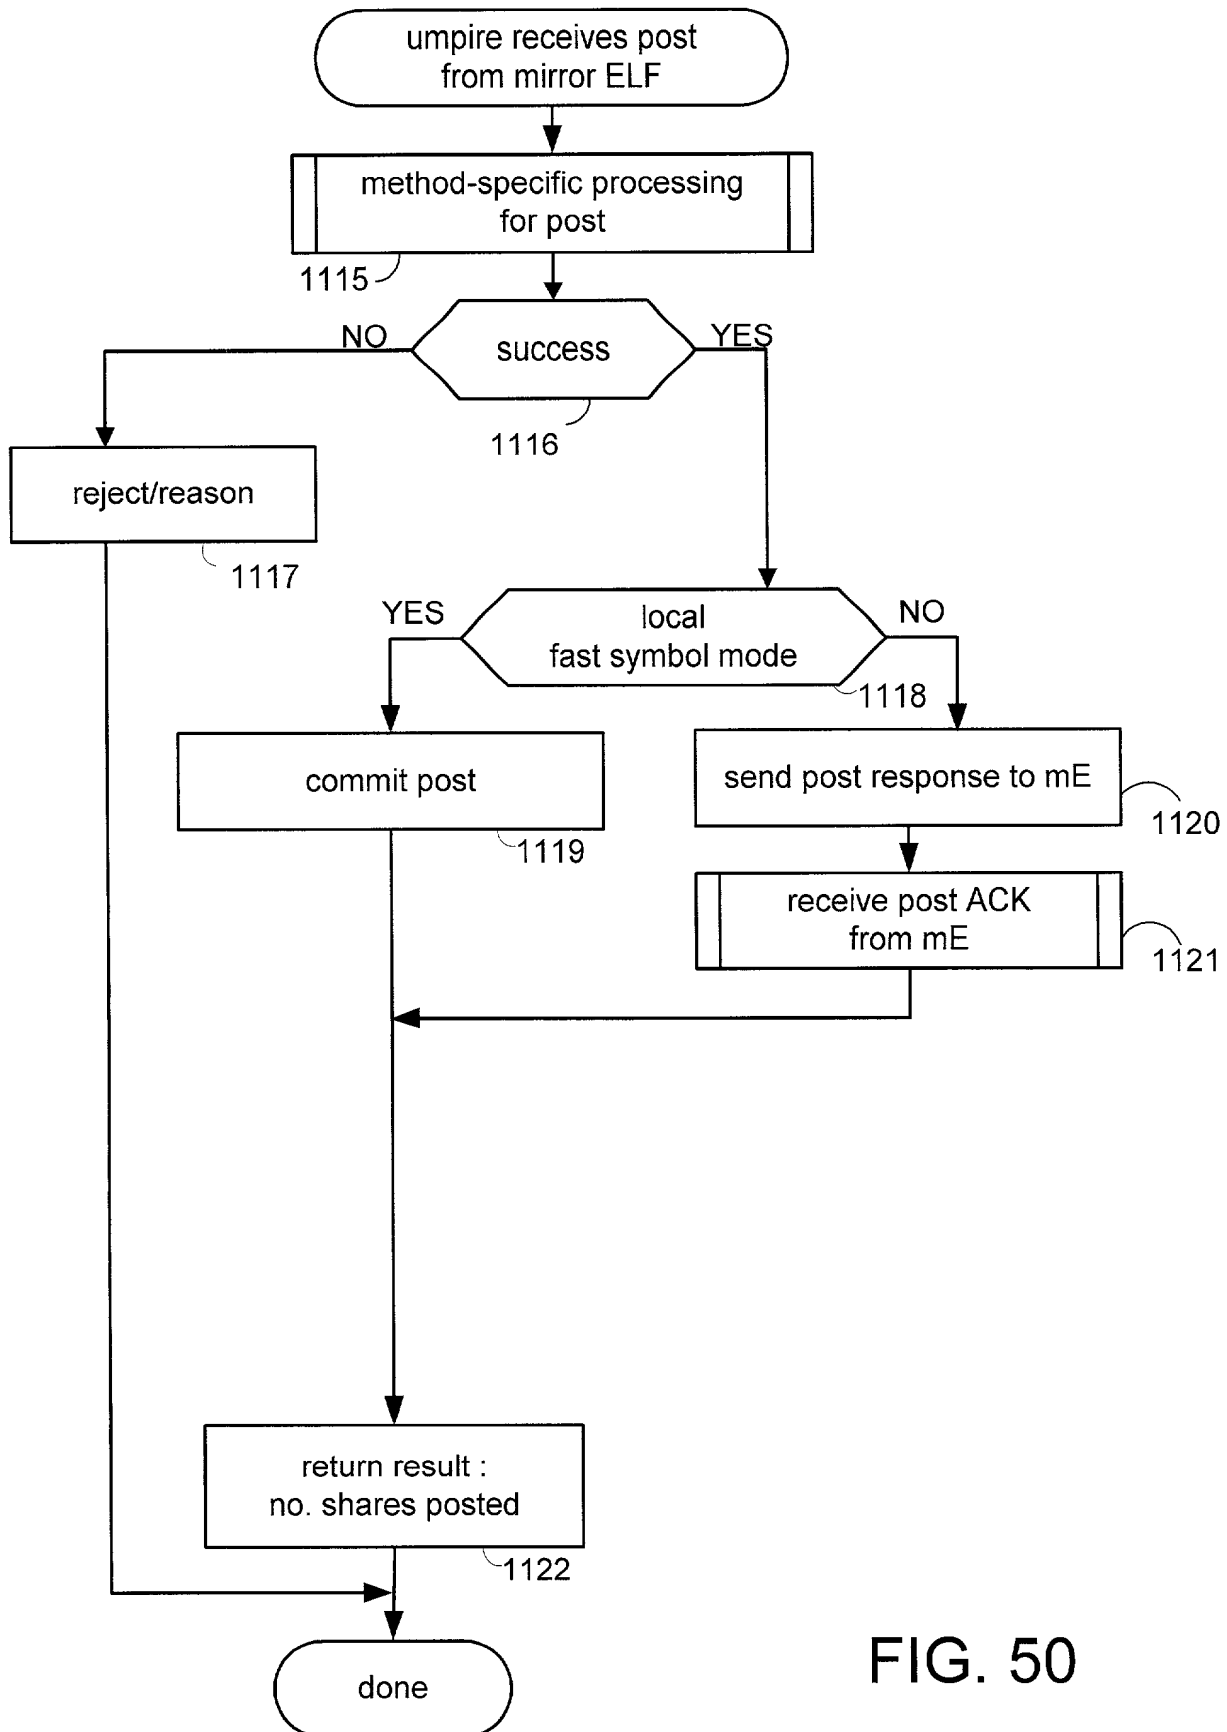 umpire receives post
from mirror ELF
method-specific processing
for post
1115
NO
YES
success
1116
reject/reason
1117
YES
NO
local
fast symbol mode
1118
commit post
send post response to mE
1119
1120
receive post ACK
from mE
1121
return result :
no. shares posted
1122
FIG. 50
done